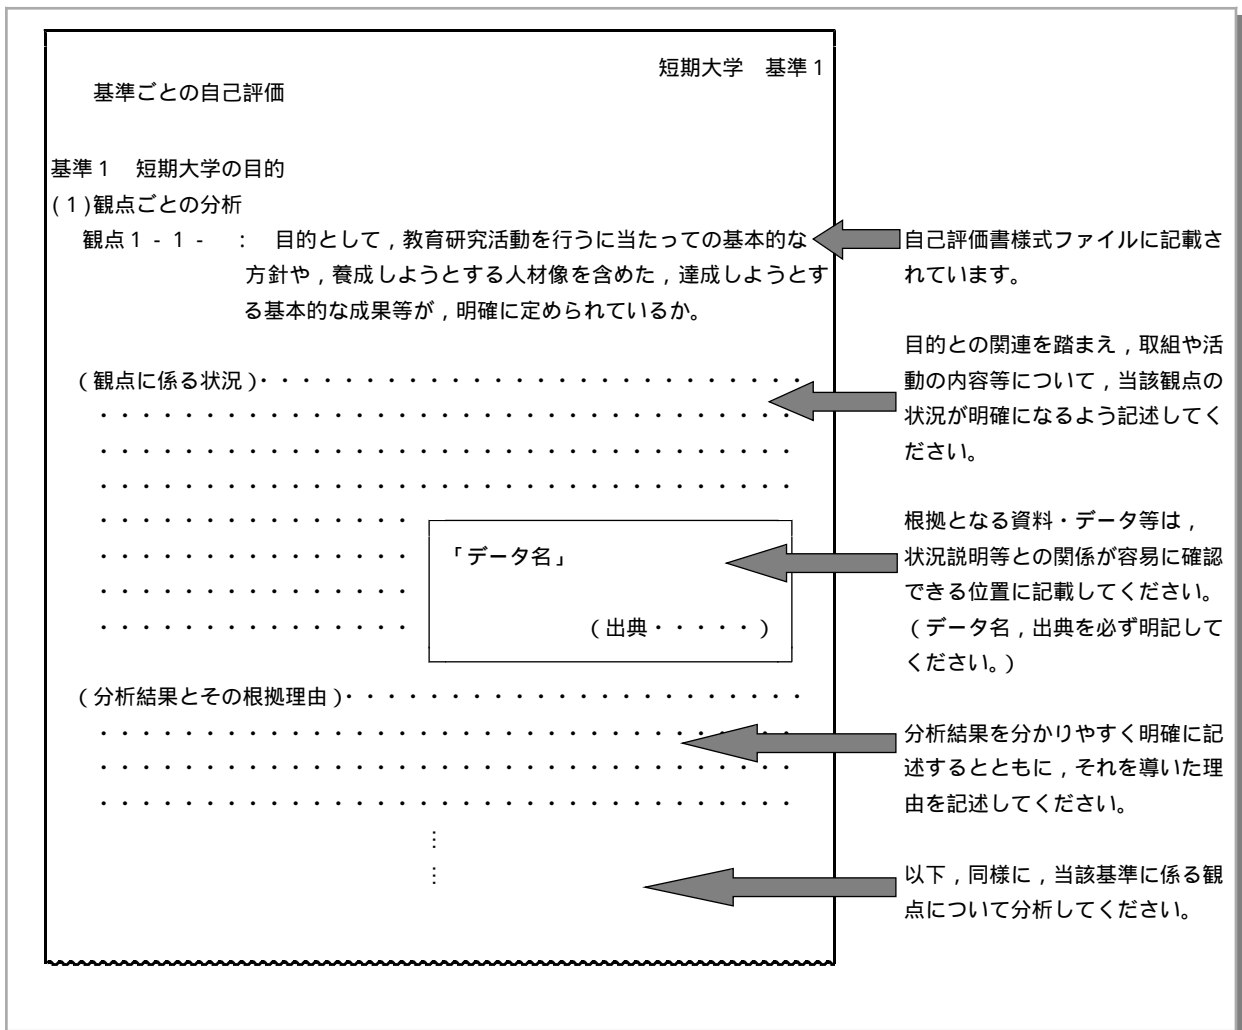 短期大学　基準1
基準ごとの自己評価
基準1　短期大学の目的
(1)観点ごとの分析
観点1-1-　：　目的として，教育研究活動を行うに当たっての基本的な
方針や，養成しようとする人材像を含めた，達成しようとす
る基本的な成果等が，明確に定められているか。
(観点に係る状況)・・・・・・・・・・・・・・・・・・・・・・・・・・
・・・・・・・・・・・・・・・・・・・・・・・・・・・・・・・・・
・・・・・・・・・・・・・・・・・・・・・・・・・・・・・・・・・
・・・・・・・・・・・・・・・・・・・・・・・・・・・・・・・・・
・・・・・・・・・・・・・・・
・・・・・・・・・・・・・・・
・・・・・・・・・・・・・・・
・・・・・・・・・・・・・・・
「データ名」
(出典・・・・・)
(分析結果とその根拠理由)・・・・・・・・・・・・・・・・・・・・・・
・・・・・・・・・・・・・・・・・・・・・・・・・・・・・・・・・
・・・・・・・・・・・・・・・・・・・・・・・・・・・・・・・・・
・・・・・・・・・・・・・・・・・・・・・・・・・・・・・・・・・
⋮
⋮
自己評価書様式ファイルに記載さ
れています。
目的との関連を踏まえ，取組や活
動の内容等について，当該観点の
状況が明確になるよう記述してく
ださい。
根拠となる資料・データ等は，
状況説明等との関係が容易に確認
できる位置に記載してください。
(データ名，出典を必ず明記して
ください。)
分析結果を分かりやすく明確に記
述するとともに，それを導いた理
由を記述してください。
以下，同様に，当該基準に係る観
点について分析してください。